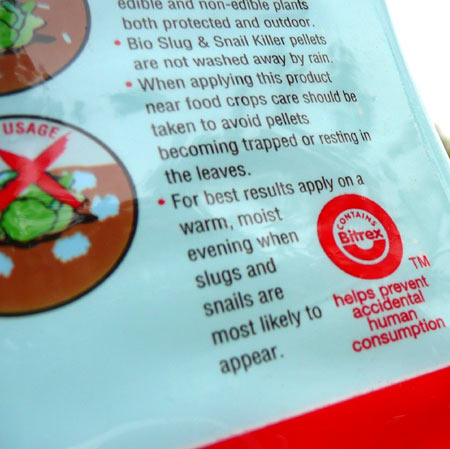 edible and non-edible plants
both protected and outdoor.
• Bio Slug & Snail Killer pellets
are not washed away by rain.
• When applying this product
near food crops care should be
taken to avoid pellets
becoming trapped or resting in
the leaves.
• For best results apply on a
warm, moist
evening when
slugs and
snails are
most likely to
appear.
USAGE
CONTAINS
Bitrex
TM
helps prevent
accidental
human
consumption